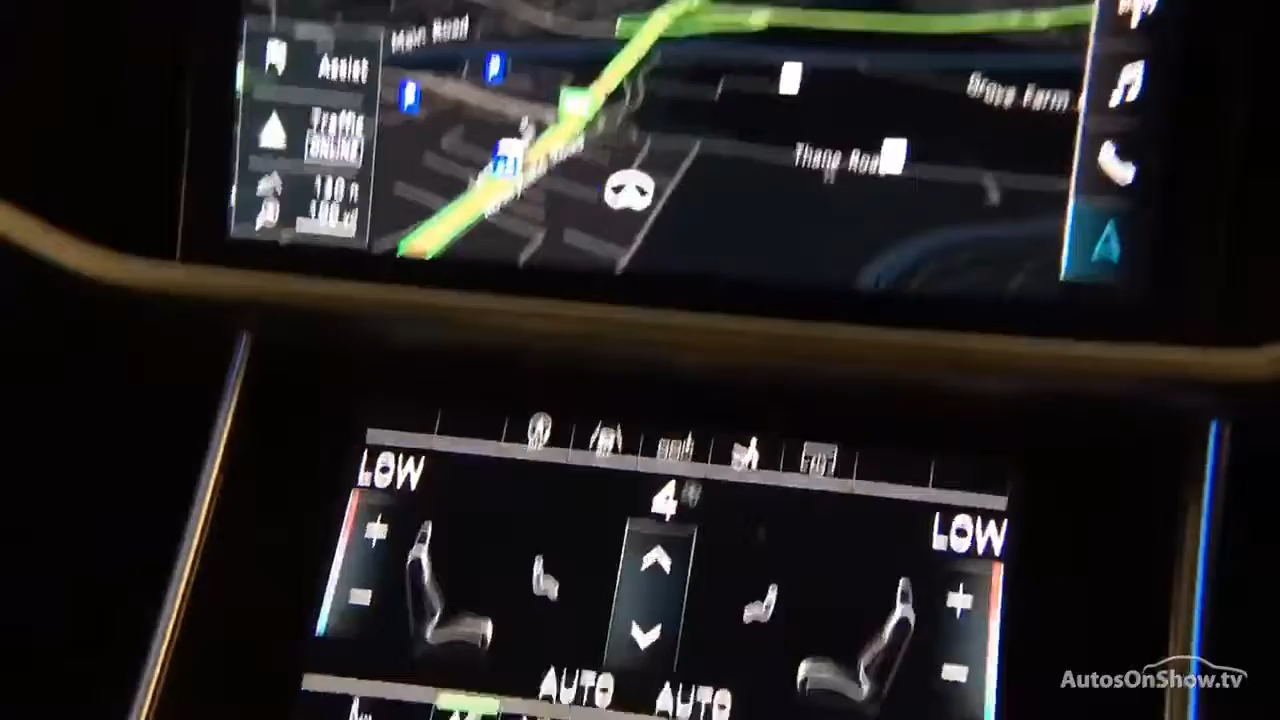 Main Road
P
Assist
P
Grove Farm
Traffic
ONLINE
Thane Road
LOW
4
LOW
AUTO
AUTO
AutosOnShow.tv